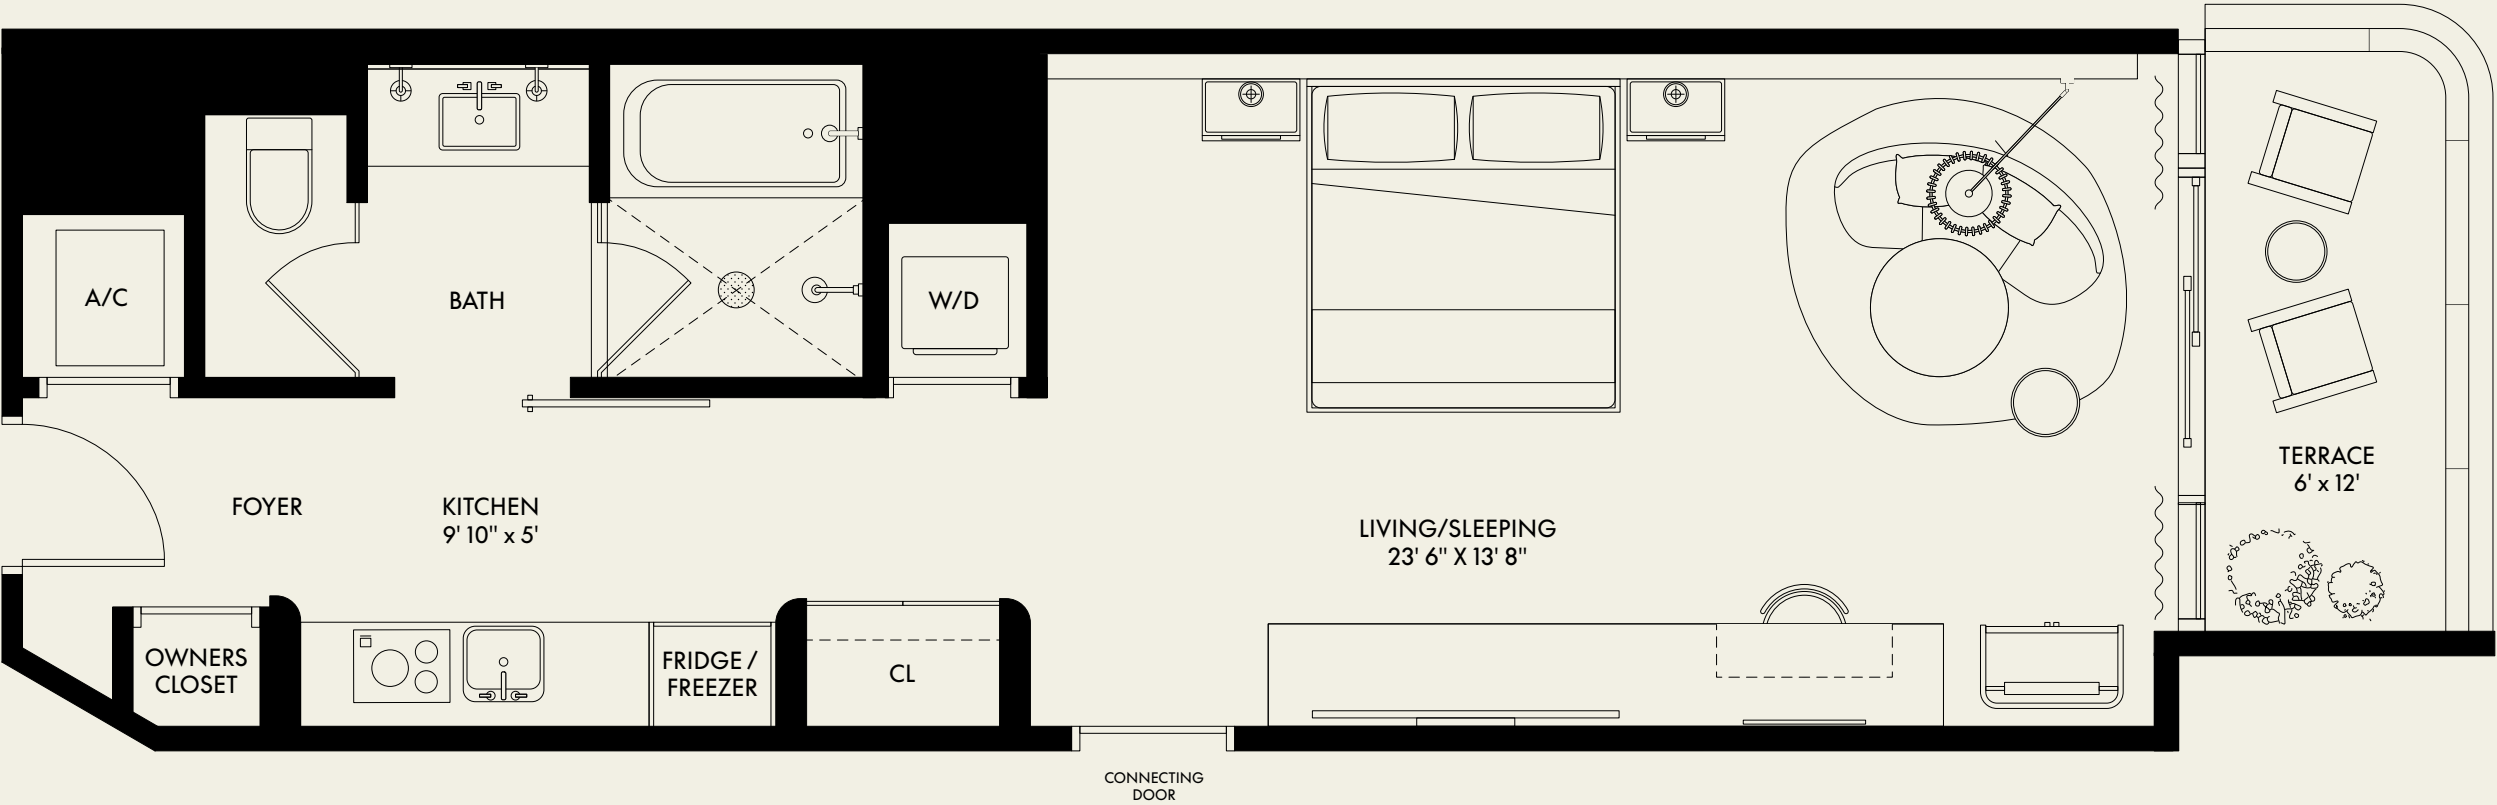 A/C
BATH
W/D
FOYER
KITCHEN
9' 10" x 5'
LIVING/SLEEPING
23' 6" X 13' 8"
TERRACE
6' x 12'
OWNERS
CLOSET
FRIDGE /
FREEZER
CL
CONNECTING
DOOR